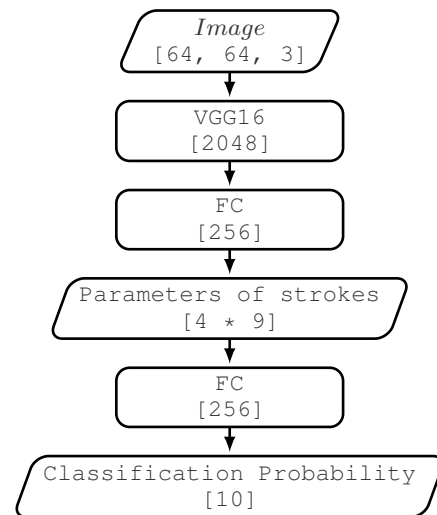 Image
[64, 64, 3]
VGG16
[2048]
FC
[256]
Parameters of strokes
[4 * 9]
FC
[256]
Classification Probability
[10]